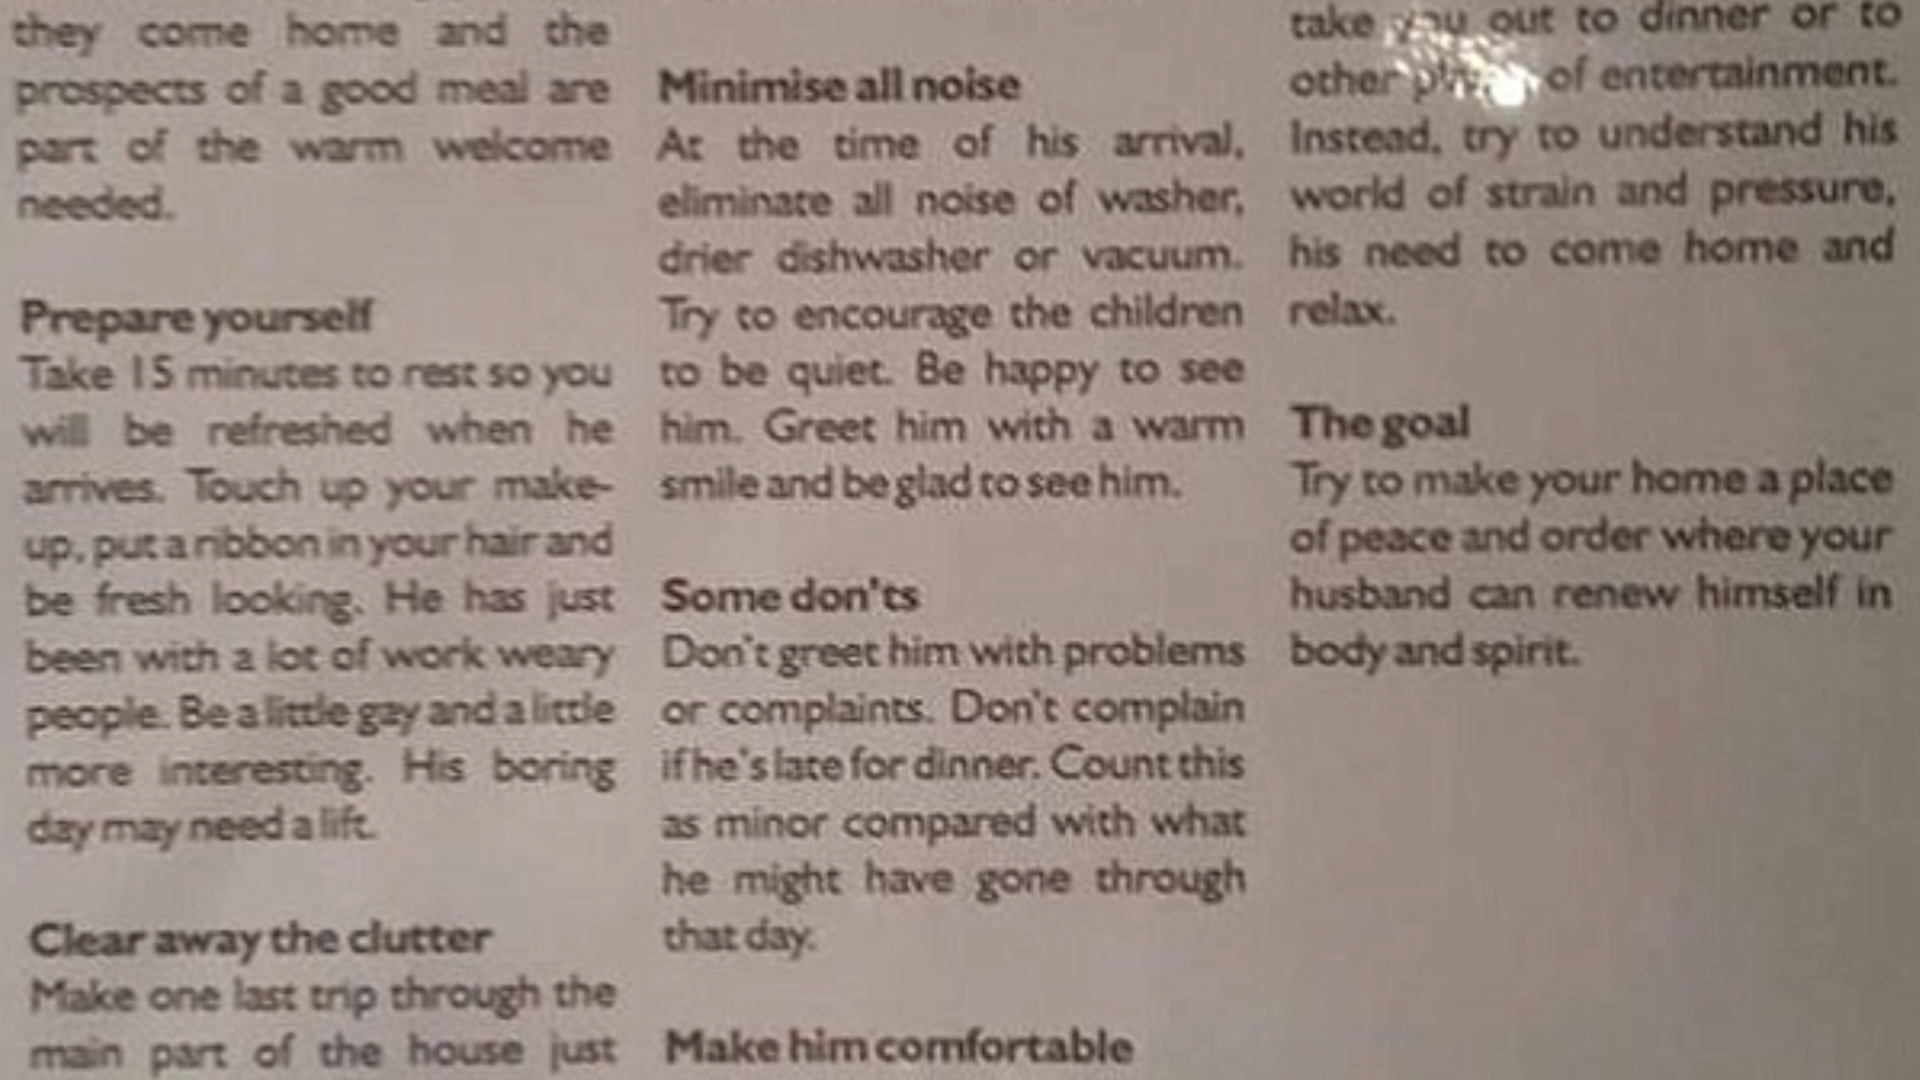 they come home and the
prospects of a good meal are
part of the warm welcome
needed.
Prepare yourself
Take 15 minutes to rest so you
will be refreshed when he
arrives. Touch up your make-
up, put a ribbon in your hair and
be fresh looking. He has just
been with a lot of work weary
people. Be a little gay and a little
more interesting. His boring
day may need a lift.
Clear away the clutter
Make one last trip through the
main part of the house just
Minimise all noise
At the time of his arrival,
eliminate all noise of washer,
drier dishwasher or vacuum.
Try to encourage the children
to be quiet. Be happy to see
him. Greet him with a warm
smile and be glad to see him.
Some don'ts
Don't greet him with problems
or complaints. Don't complain
if he's late for dinner. Count this
as minor compared with what
he might have gone through
that day.
Make him comfortable
take you out to dinner or to
other of entertainment.
Instead, try to understand his
world of strain and pressure,
his need to come home and
relax.
The goal
Try to make your home a place
of peace and order where your
husband can renew himself in
body and spirit.